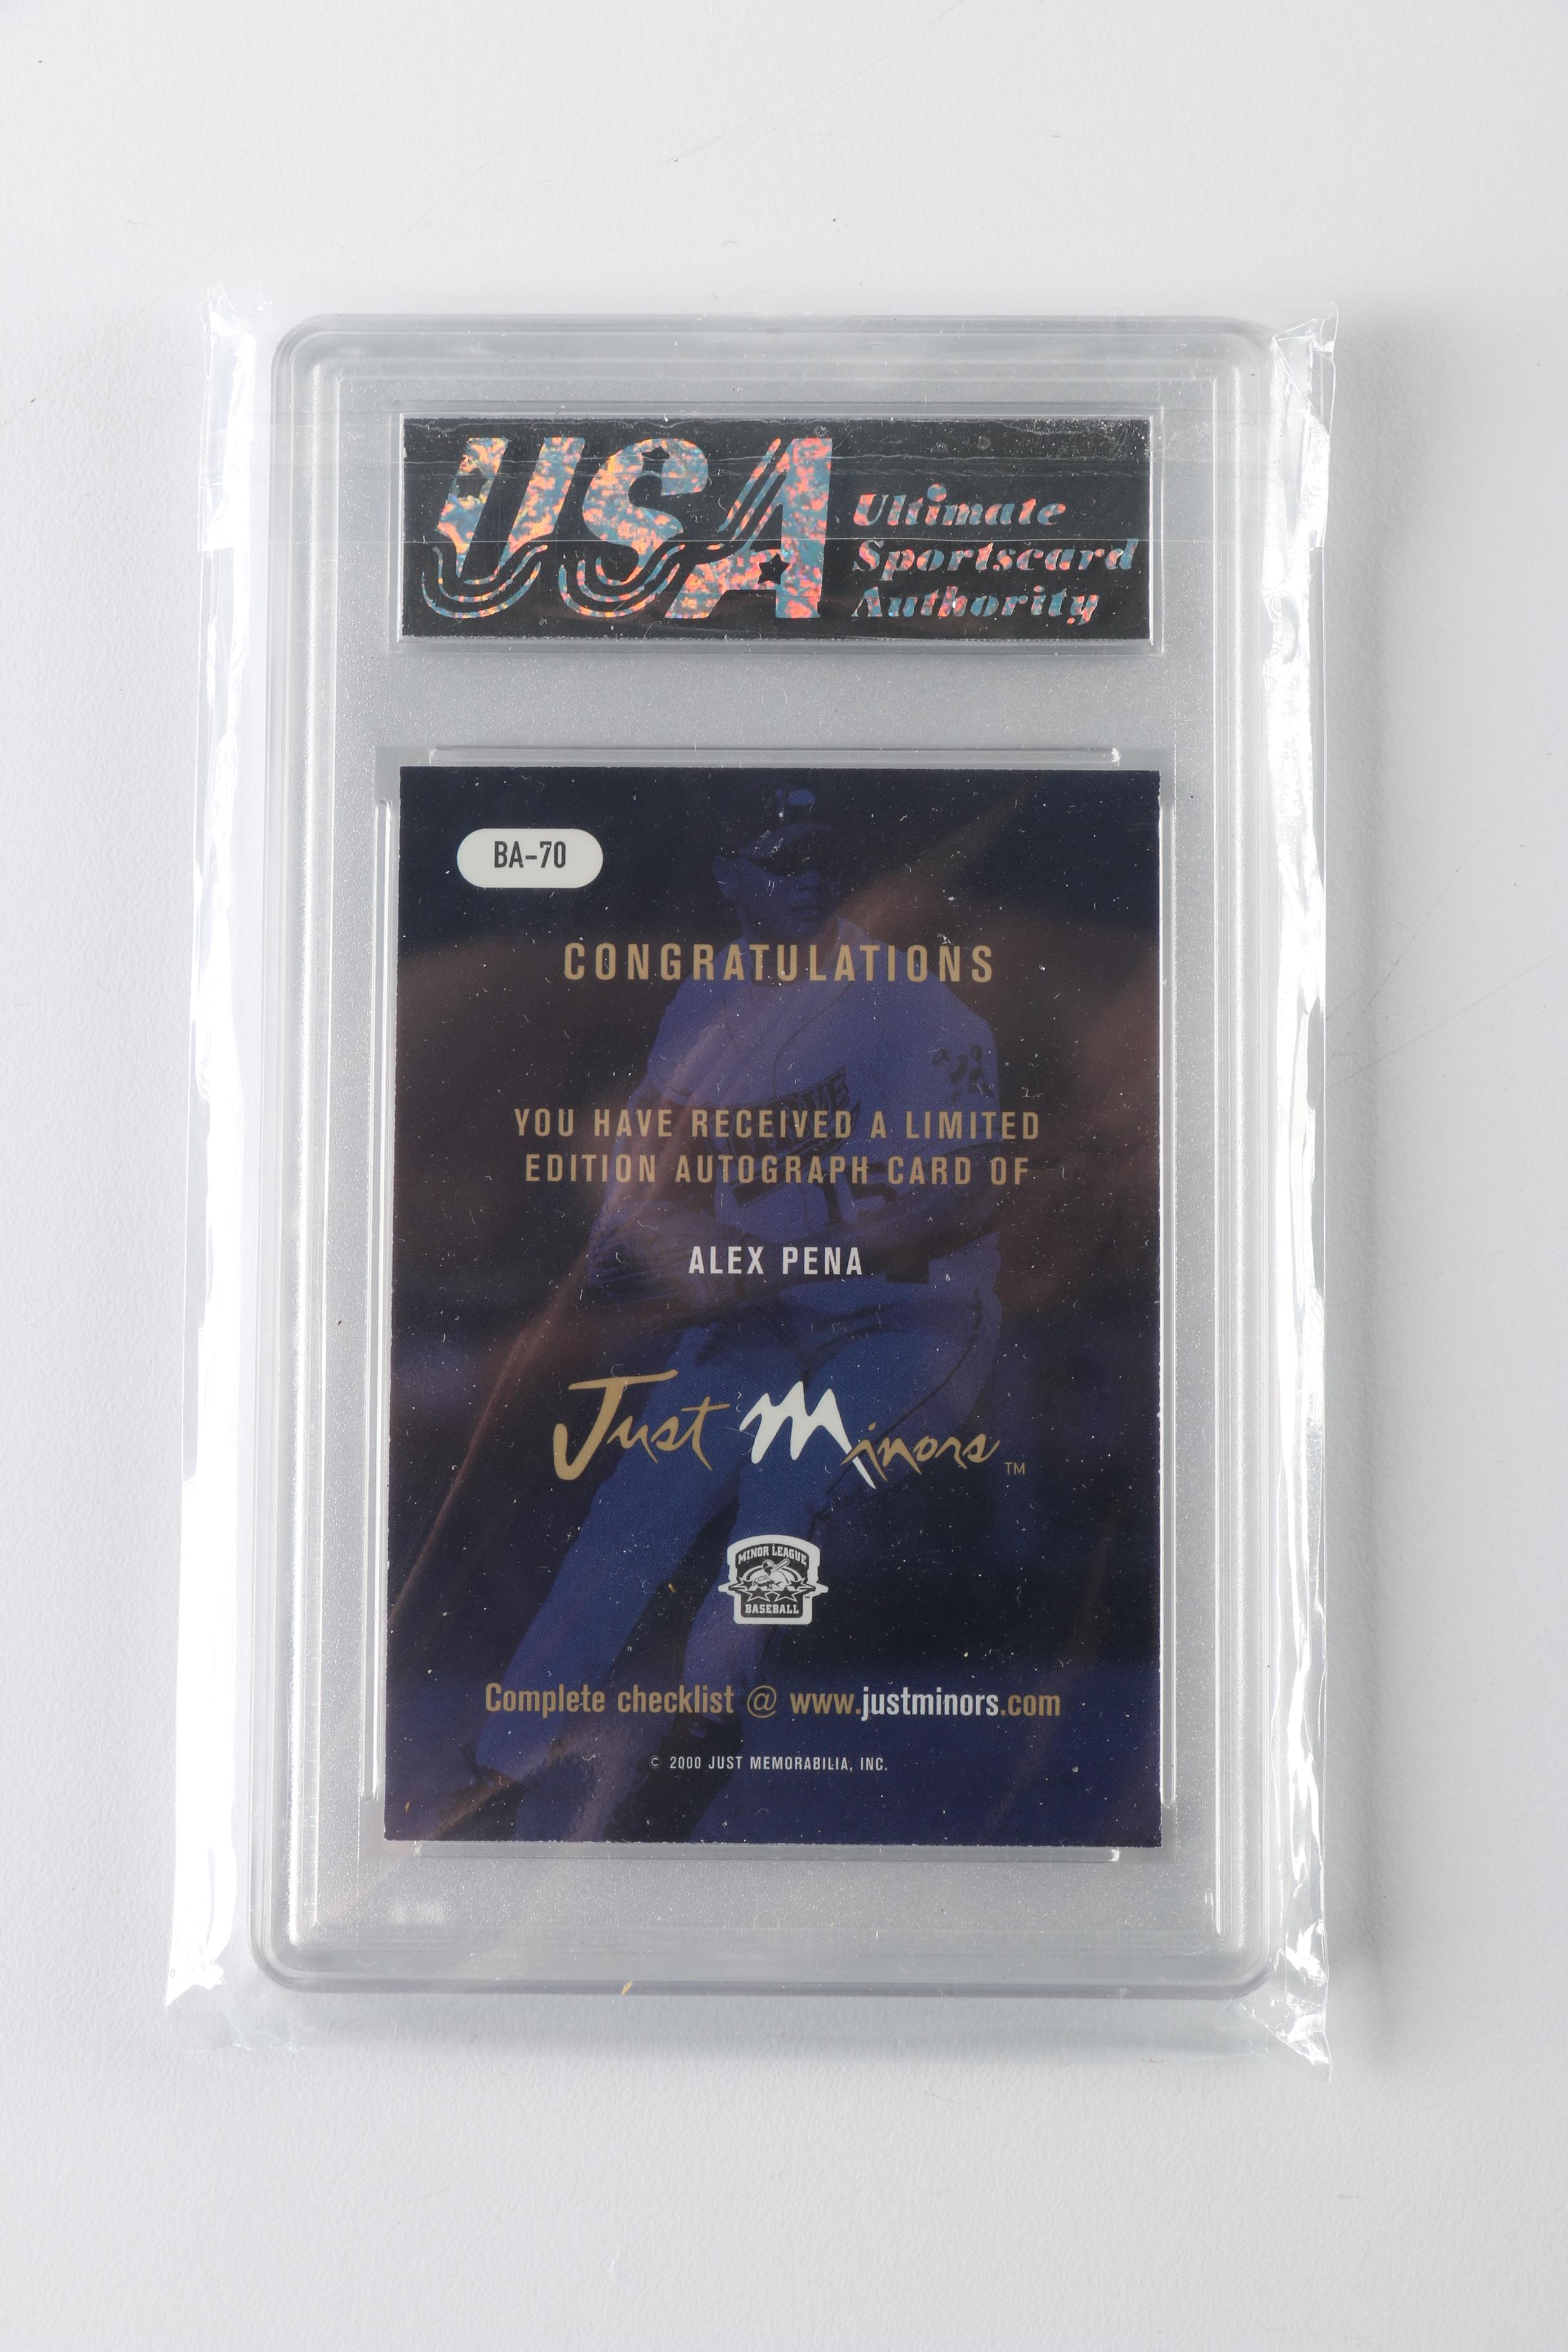 USA
Ultimate
Sportscard
Authority
BA-70
CONGRATULATIONS
YOU HAVE RECEIVED A LIMITED
EDITION AUTOGRAPH CARD OF
ALEX PENA
Just Minors TM
MINOR LEAGUE
BASEBALL
Complete checklist @ www.justminors.com
© 2000 JUST MEMORABILIA, INC.